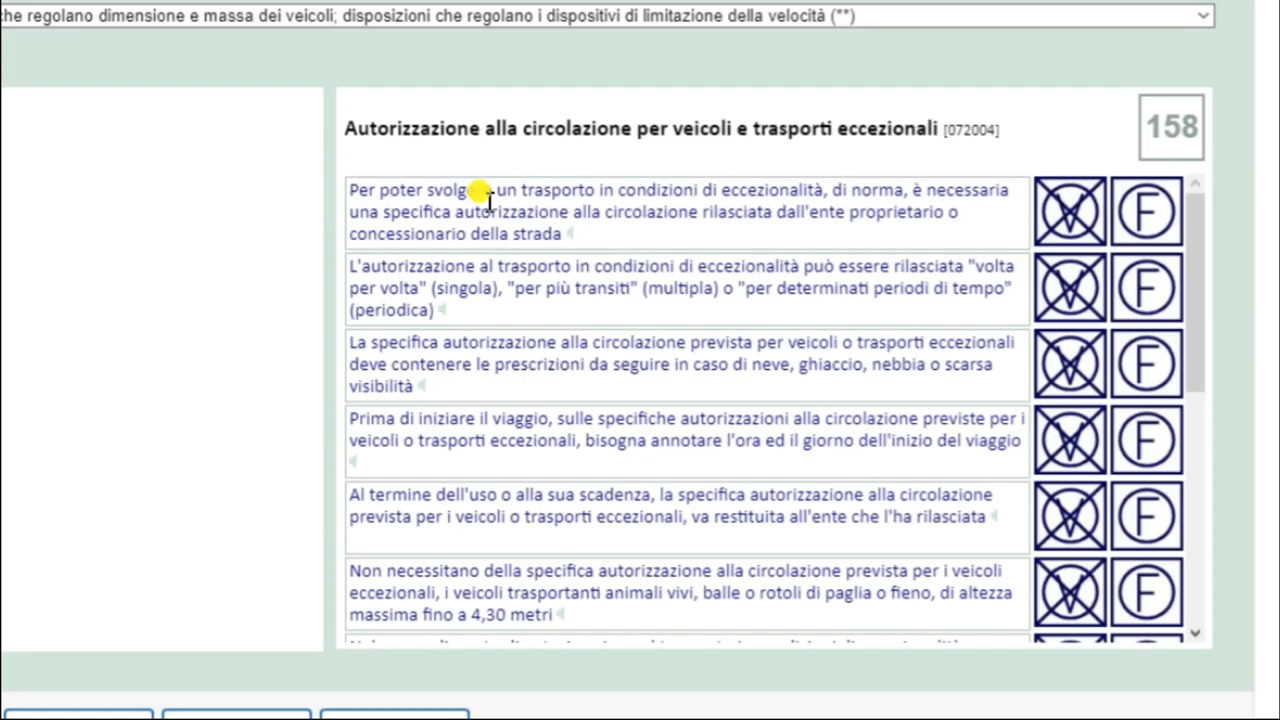 che regolano dimensione e massa dei veicoli; disposizioni che regolano i dispositivi di limitazione della velocità (**)
Autorizzazione alla circolazione per veicoli e trasporti eccezionali [072004]
158
Per poter svolgere un trasporto in condizioni di eccezionalità, di norma, è necessaria
una specifica autorizzazione alla circolazione rilasciata dall'ente proprietario o
concessionario della strada
V F
L'autorizzazione al trasporto in condizioni di eccezionalità può essere rilasciata "volta
per volta" (singola), "per più transiti" (multipla) o "per determinati periodi di tempo"
(periodica)
V F
La specifica autorizzazione alla circolazione prevista per veicoli o trasporti eccezionali
deve contenere le prescrizioni da seguire in caso di neve, ghiaccio, nebbia o scarsa
visibilità
V F
Prima di iniziare il viaggio, sulle specifiche autorizzazioni alla circolazione previste per i
veicoli o trasporti eccezionali, bisogna annotare l'ora ed il giorno dell'inizio del viaggio
V F
Al termine dell'uso o alla sua scadenza, la specifica autorizzazione alla circolazione
prevista per i veicoli o trasporti eccezionali, va restituita all'ente che l'ha rilasciata
V F
Non necessitano della specifica autorizzazione alla circolazione prevista per i veicoli
eccezionali, i veicoli trasportanti animali vivi, balle o rotoli di paglia o fieno, di altezza
massima fino a 4,30 metri
V F